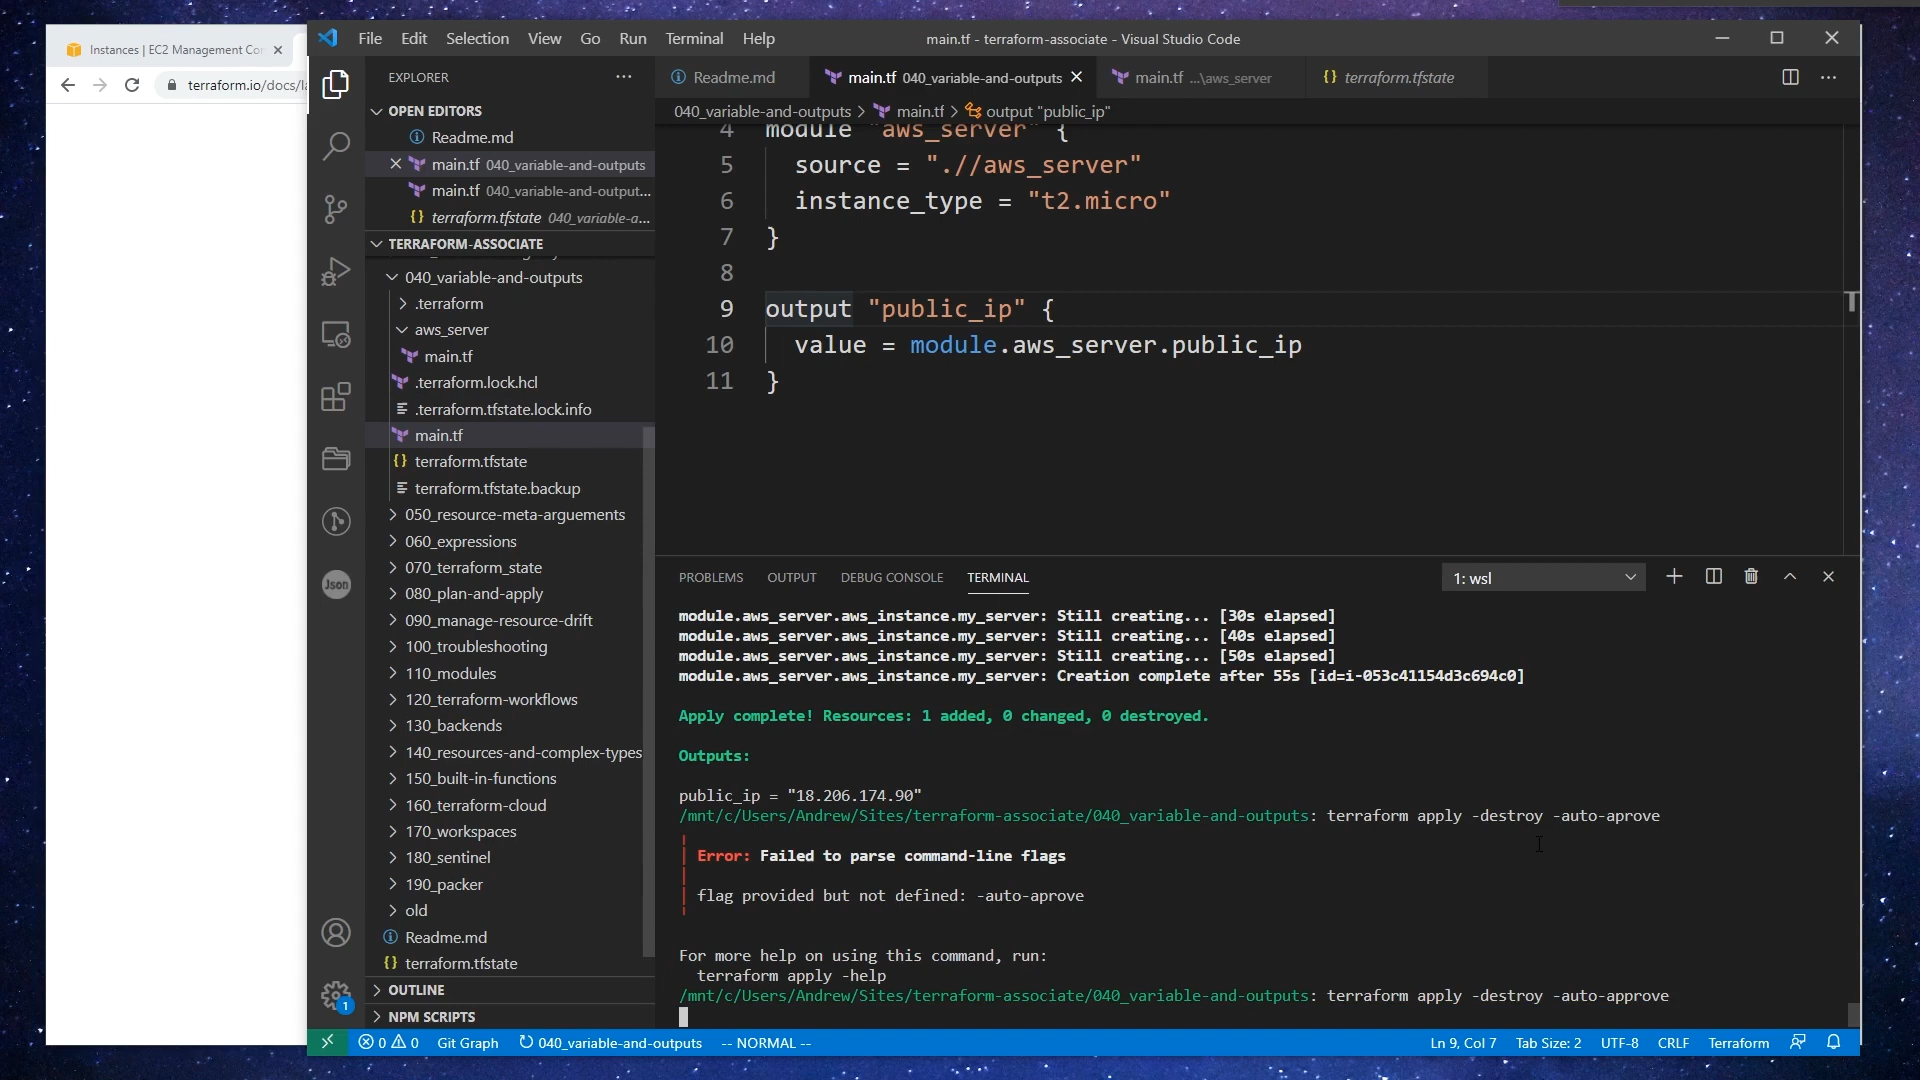 Instances | EC2 Management Cor
terraform.io/docs/la
File Edit Selection View Go Run Terminal Help
main.tf - terraform-associate - Visual Studio Code
EXPLORER
OPEN EDITORS
Readme.md
main.tf 040_variable-and-outputs
main.tf 040_variable-and-output...
terraform.tfstate 040_variable-a...
TERRAFORM-ASSOCIATE
040_variable-and-outputs
.terraform
aws_server
main.tf
.terraform.lock.hcl
.terraform.tfstate.lock.info
main.tf
terraform.tfstate
terraform.tfstate.backup
050_resource-meta-arguements
060_expressions
070_terraform_state
080_plan-and-apply
090_manage-resource-drift
100_troubleshooting
110_modules
120_terraform-workflows
130_backends
140_resources-and-complex-types
150_built-in-functions
160_terraform-cloud
170_workspaces
180_sentinel
190_packer
old
Readme.md
terraform.tfstate
OUTLINE
NPM SCRIPTS
Json
1
Readme.md main.tf 040_variable-and-outputs main.tf ...\aws_server terraform.tfstate
040_variable-and-outputs > main.tf > output "public_ip"
4 module "aws_server" {
5 source = ".//aws_server"
6 instance_type = "t2.micro"
7 }
8
9 output "public_ip" {
10 value = module.aws_server.public_ip
11 }
PROBLEMS OUTPUT DEBUG CONSOLE TERMINAL
1: wsl
module.aws_server.aws_instance.my_server: Still creating... [30s elapsed]
module.aws_server.aws_instance.my_server: Still creating... [40s elapsed]
module.aws_server.aws_instance.my_server: Still creating... [50s elapsed]
module.aws_server.aws_instance.my_server: Creation complete after 55s [id=i-053c41154d3c694c0]
Apply complete! Resources: 1 added, 0 changed, 0 destroyed.
Outputs:
public_ip = "18.206.174.90"
/mnt/c/Users/Andrew/Sites/terraform-associate/040_variable-and-outputs: terraform apply -destroy -auto-aprove
Error: Failed to parse command-line flags
flag provided but not defined: -auto-aprove
For more help on using this command, run:
terraform apply -help
/mnt/c/Users/Andrew/Sites/terraform-associate/040_variable-and-outputs: terraform apply -destroy -auto-approve
0 0 Git Graph 040_variable-and-outputs -- NORMAL -- Ln 9, Col 7 Tab Size: 2 UTF-8 CRLF Terraform